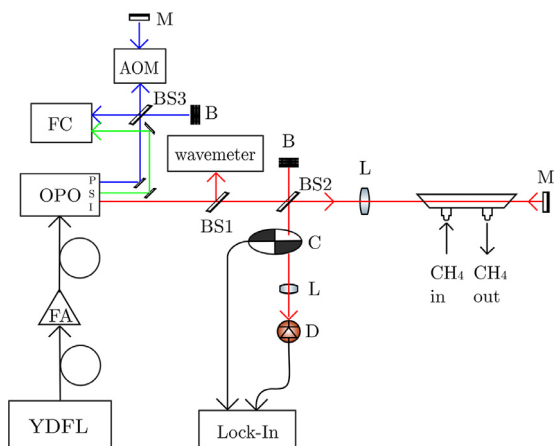 M
AOM
BS3
B
FC
wavemeter
B
L
M
OPO
P
S
I
BS2
BS1
C
CH₄
in
CH₄
out
L
FA
D
YDFL
Lock-In